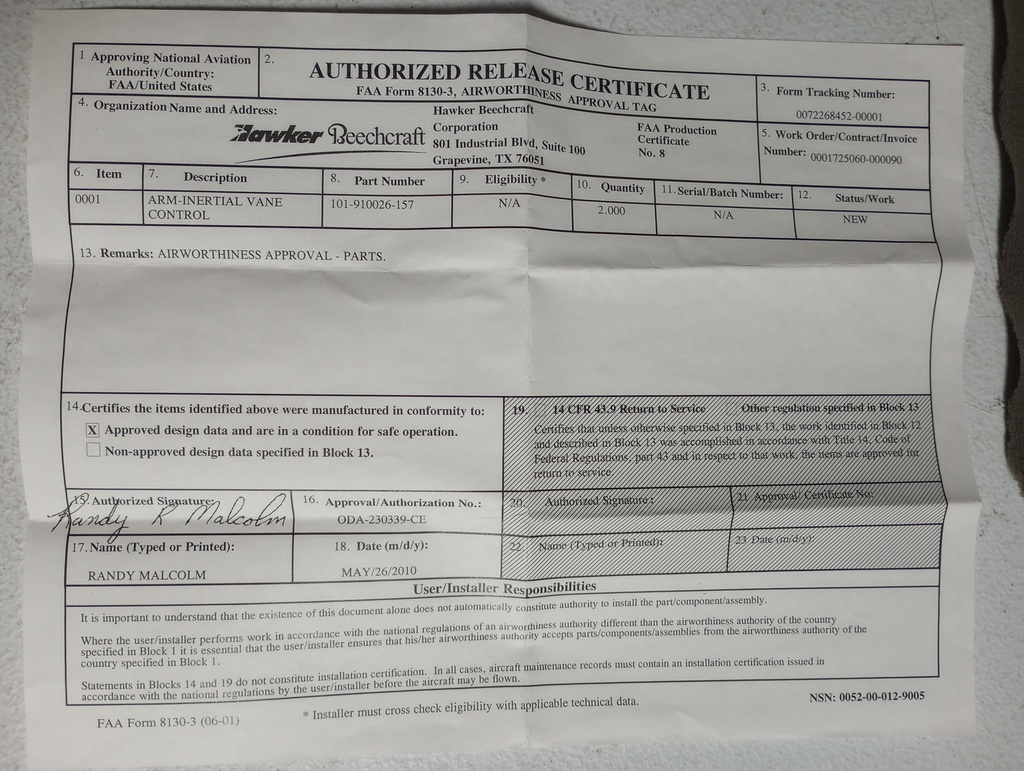 1 Approving National Aviation
Authority/Country:
FAA/United States
2.
AUTHORIZED RELEASE CERTIFICATE
FAA Form 8130-3, AIRWORTHINESS APPROVAL TAG
3. Form Tracking Number:
0072268452-00001
4. Organization Name and Address:
Hawker Beechcraft
Hawker Beechcraft
Corporation
801 Industrial Blvd, Suite 100
Grapevine, TX 76051
FAA Production
Certificate
No. 8
5. Work Order/Contract/Invoice
Number: 0001725060-000090
6. Item
7. Description
8. Part Number
9. Eligibility *
10. Quantity
11. Serial/Batch Number:
12. Status/Work
0001
ARM-INERTIAL VANE
CONTROL
101-910026-157
N/A
2.000
N/A
NEW
13. Remarks: AIRWORTHINESS APPROVAL - PARTS.
14. Certifies the items identified above were manufactured in conformity to:
X Approved design data and are in a condition for safe operation.
Non-approved design data specified in Block 13.
19. 14 CFR 43.9 Return to Service Other regulation specified in Block 13
Certifies that unless otherwise specified in Block 13, the work identified in Block 12
and described in Block 13 was accomplished in accordance with Title 14, Code of
Federal Regulations, part 43 and in respect to that work, the items are approved for
return to service.
15. Authorized Signature:
Randy R Malcolm
16. Approval/Authorization No.:
ODA-230339-CE
20. Authorized Signature:
21 Approval/ Certificate No:
17. Name (Typed or Printed):
RANDY MALCOLM
18. Date (m/d/y):
MAY/26/2010
22. Name (Typed or Printed):
23 Date (m/d/y):
User/Installer Responsibilities
It is important to understand that the existence of this document alone does not automatically constitute authority to install the part/component/assembly.
Where the user/installer performs work in accordance with the national regulations of an airworthiness authority different than the airworthiness authority of the country
specified in Block 1 it is essential that the user/installer ensures that his/her airworthiness authority accepts parts/components/assemblies from the airworthiness authority of the
country specified in Block 1.
Statements in Blocks 14 and 19 do not constitute installation certification. In all cases, aircraft maintenance records must contain an installation certification issued in
accordance with the national regulations by the user/installer before the aircraft may be flown.
FAA Form 8130-3 (06-01)
* Installer must cross check eligibility with applicable technical data.
NSN: 0052-00-012-9005